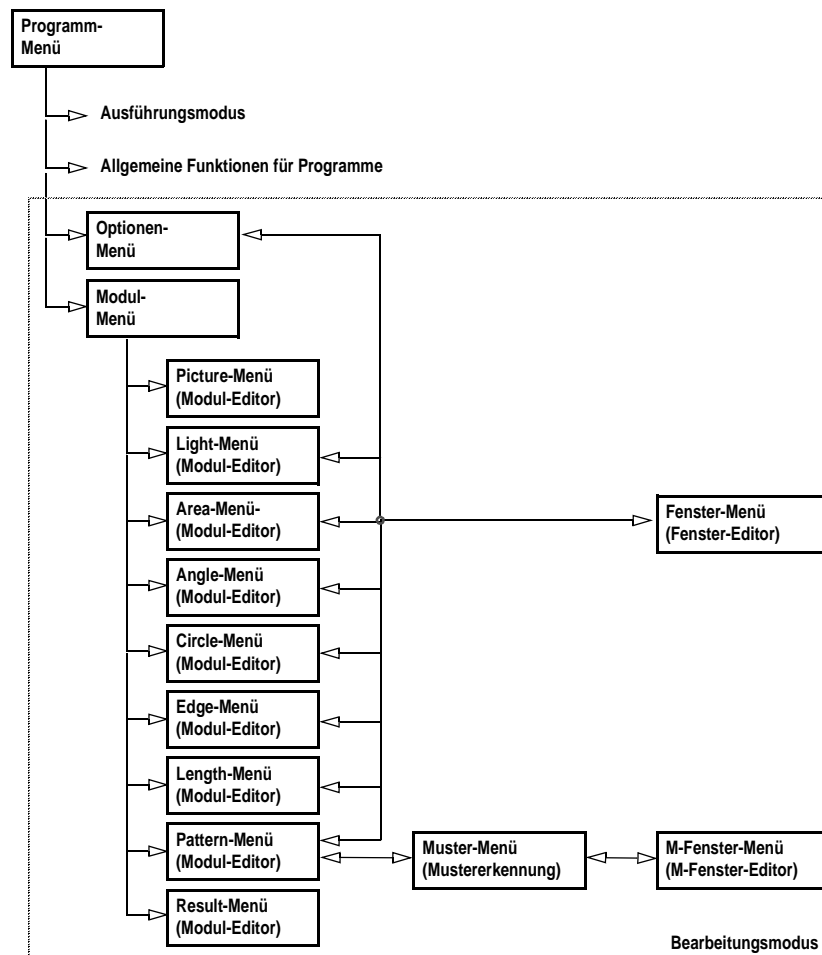 Programm-
Menü
Ausführungsmodus
Allgemeine Funktionen für Programme
Optionen-
Menü
Modul-
Menü
Picture-Menü
(Modul-Editor)
Light-Menü
(Modul-Editor)
Area-Menü-
(Modul-Editor)
Fenster-Menü
(Fenster-Editor)
Angle-Menü
(Modul-Editor)
Circle-Menü
(Modul-Editor)
Edge-Menü
(Modul-Editor)
Length-Menü
(Modul-Editor)
Pattern-Menü
(Modul-Editor)
Muster-Menü
(Mustererkennung)
M-Fenster-Menü
(M-Fenster-Editor)
Result-Menü
(Modul-Editor)
Bearbeitungsmodus